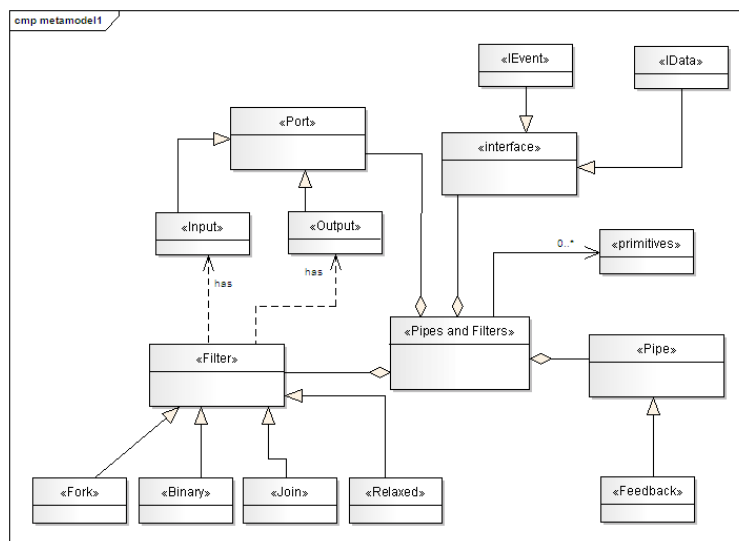 cmp metamodel1
«IEvent»
«IData»
«Port»
«interface»
«Input»
«Output»
0..*
«primitives»
has
has
«Pipes and Filters»
«Pipe»
«Filter»
«Fork»
«Binary»
«Join»
«Relaxed»
«Feedback»